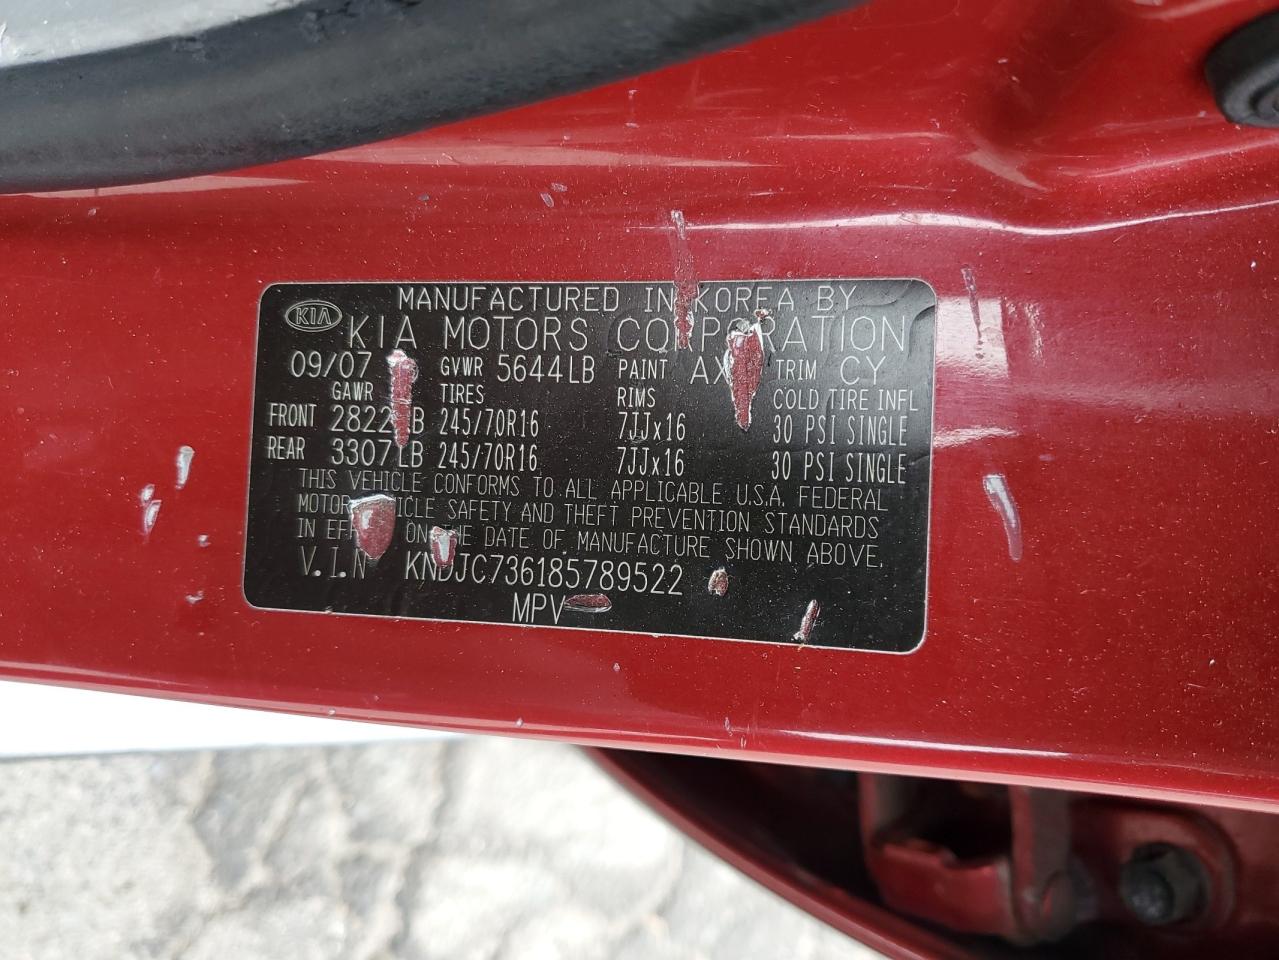 MANUFACTURED IN KOREA BY
KIA KIA MOTORS CORPORATION
09/07 GVWR 5644LB PAINT TRIM CY
GAWR TIRES RIMS COLD TIRE INFL
FRONT 245/70R16 7JJx16 30 PSI SINGLE
REAR 3307LB 245/70R16 7JJx16 30 PSI SINGLE
THIS VEHICLE CONFORMS TO ALL APPLICABLE U.S.A. FEDERAL
MOTOR VEHICLE SAFETY AND THEFT PREVENTION STANDARDS
IN EFFECT ON THE DATE OF MANUFACTURE SHOWN ABOVE.
V.I.N KNDJC736185789522
MPV